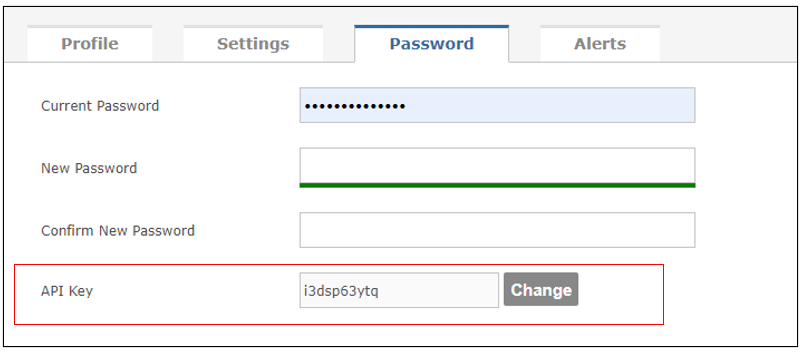 Profile Settings Password Alerts
Current Password ••••••••••••••
New Password
Confirm New Password
API Key i3dsp63ytq Change